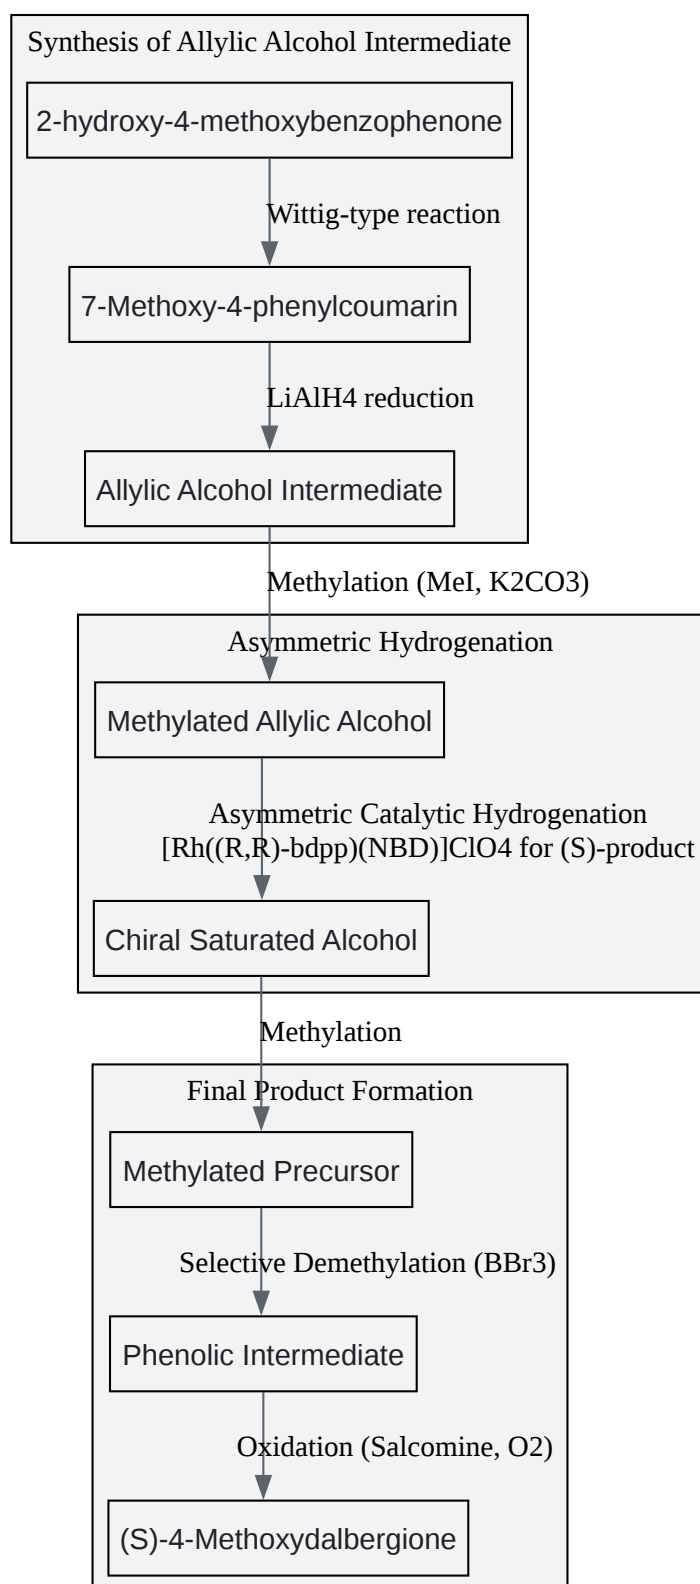 Synthesis of Allylic Alcohol Intermediate
2-hydroxy-4-methoxybenzophenone
Wittig-type reaction
7-Methoxy-4-phenylcoumarin
LiAlH4 reduction
Allylic Alcohol Intermediate
Methylation (MeI, K2CO3)
Asymmetric Hydrogenation
Methylated Allylic Alcohol
Asymmetric Catalytic Hydrogenation
[Rh((R,R)-bdpp)(NBD)]ClO4 for (S)-product
Chiral Saturated Alcohol
Methylation
Final Product Formation
Methylated Precursor
Selective Demethylation (BBr3)
Phenolic Intermediate
Oxidation (Salcomine, O2)
(S)-4-Methoxydalbergione